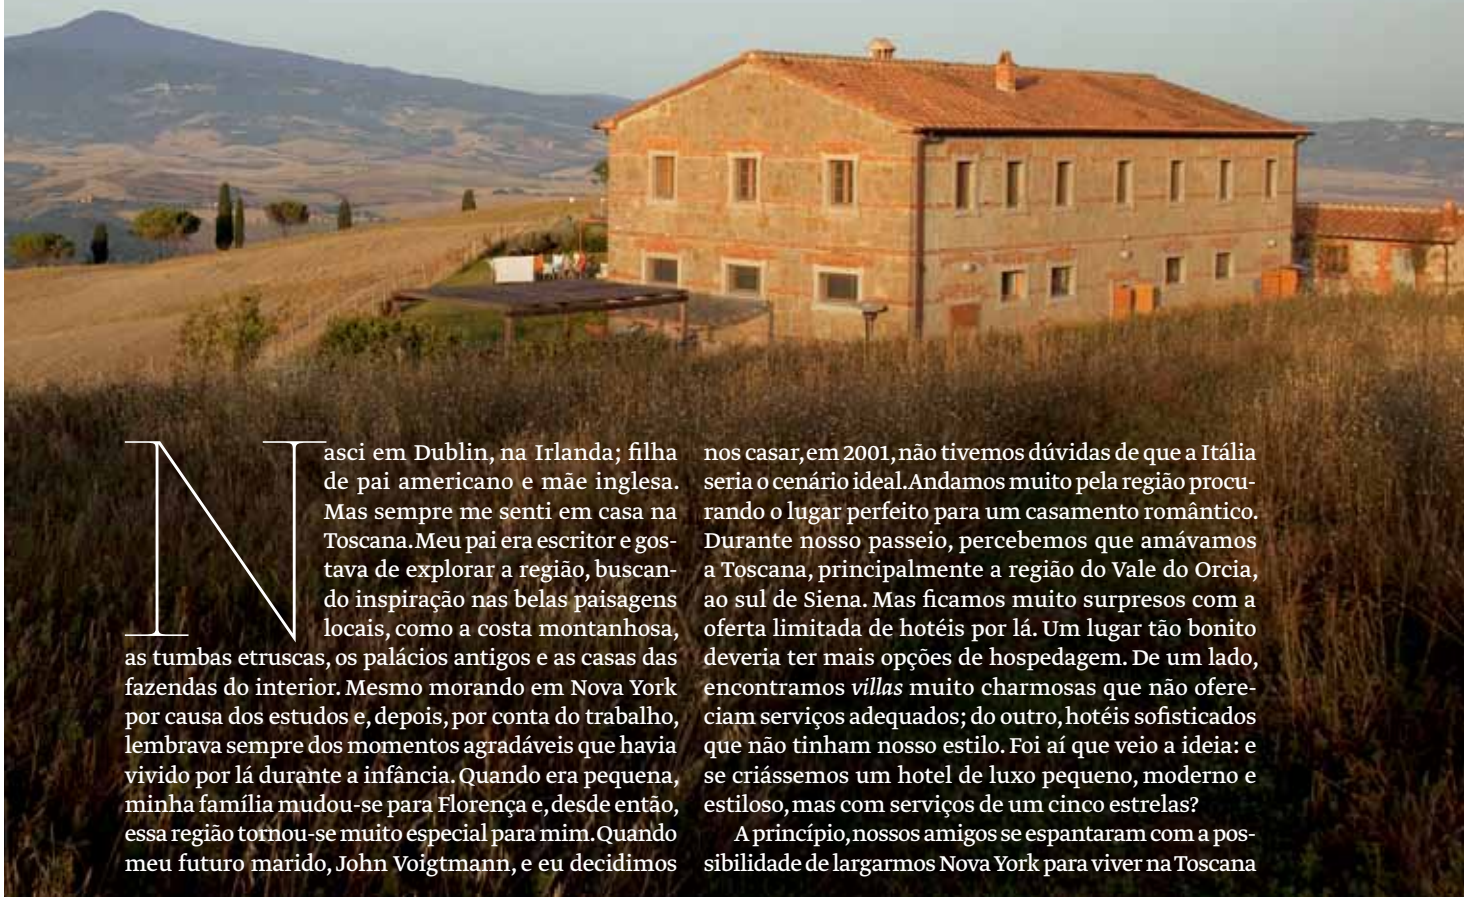 Nasci em Dublin, na Irlanda; filha
de pai americano e mãe inglesa.
Mas sempre me senti em casa na
Toscana. Meu pai era escritor e gos-
tava de explorar a região, buscan-
do inspiração nas belas paisagens
locais, como a costa montanhosa,
as tumbas etruscas, os palácios antigos e as casas das
fazendas do interior. Mesmo morando em Nova York
por causa dos estudos e, depois, por conta do trabalho,
lembrava sempre dos momentos agradáveis que havia
vivido por lá durante a infância. Quando era pequena,
minha família mudou-se para Florença e, desde então,
essa região tornou-se muito especial para mim. Quando
meu futuro marido, John Voigtmann, e eu decidimos
nos casar, em 2001, não tivemos dúvidas de que a Itália
seria o cenário ideal. Andamos muito pela região procu-
rando o lugar perfeito para um casamento romântico.
Durante nosso passeio, percebemos que amávamos
a Toscana, principalmente a região do Vale do Orcia,
ao sul de Siena. Mas ficamos muito surpresos com a
oferta limitada de hotéis por lá. Um lugar tão bonito
deveria ter mais opções de hospedagem. De um lado,
encontramos villas muito charmosas que não ofere-
ciam serviços adequados; do outro, hotéis sofisticados
que não tinham nosso estilo. Foi aí que veio a ideia: e
se criássemos um hotel de luxo pequeno, moderno e
estiloso, mas com serviços de um cinco estrelas?
A princípio, nossos amigos se espantaram com a pos-
sibilidade de largarmos Nova York para viver na Toscana